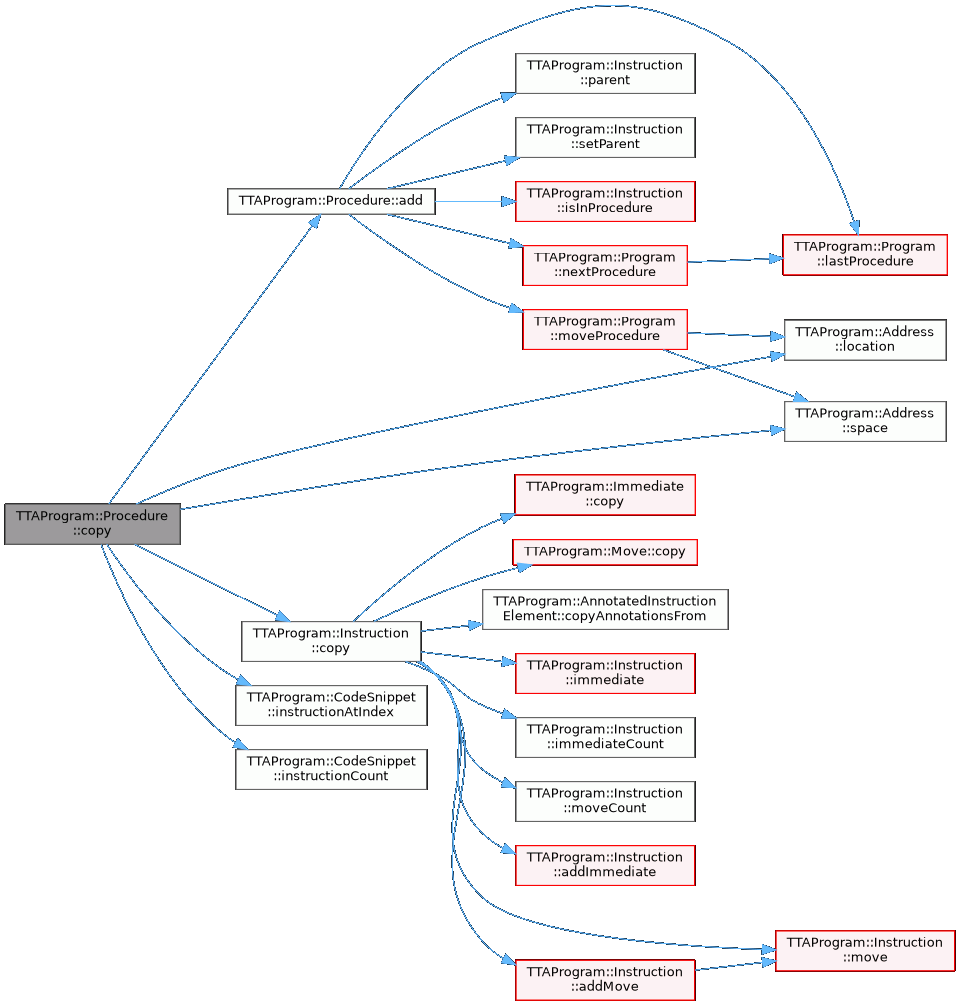 TTAProgram::Instruction
::parent
TTAProgram::Instruction
::setParent
TTAProgram::Procedure::add
TTAProgram::Instruction
::isInProcedure
TTAProgram::Program
::lastProcedure
TTAProgram::Program
::nextProcedure
TTAProgram::Program
::moveProcedure
TTAProgram::Address
::location
TTAProgram::Address
::space
TTAProgram::Immediate
::copy
TTAProgram::Procedure
::copy
TTAProgram::Move::copy
TTAProgram::AnnotatedInstruction
Element::copyAnnotationsFrom
TTAProgram::Instruction
::copy
TTAProgram::Instruction
::immediate
TTAProgram::CodeSnippet
::instructionAtIndex
TTAProgram::Instruction
::immediateCount
TTAProgram::CodeSnippet
::instructionCount
TTAProgram::Instruction
::moveCount
TTAProgram::Instruction
::addImmediate
TTAProgram::Instruction
::move
TTAProgram::Instruction
::addMove